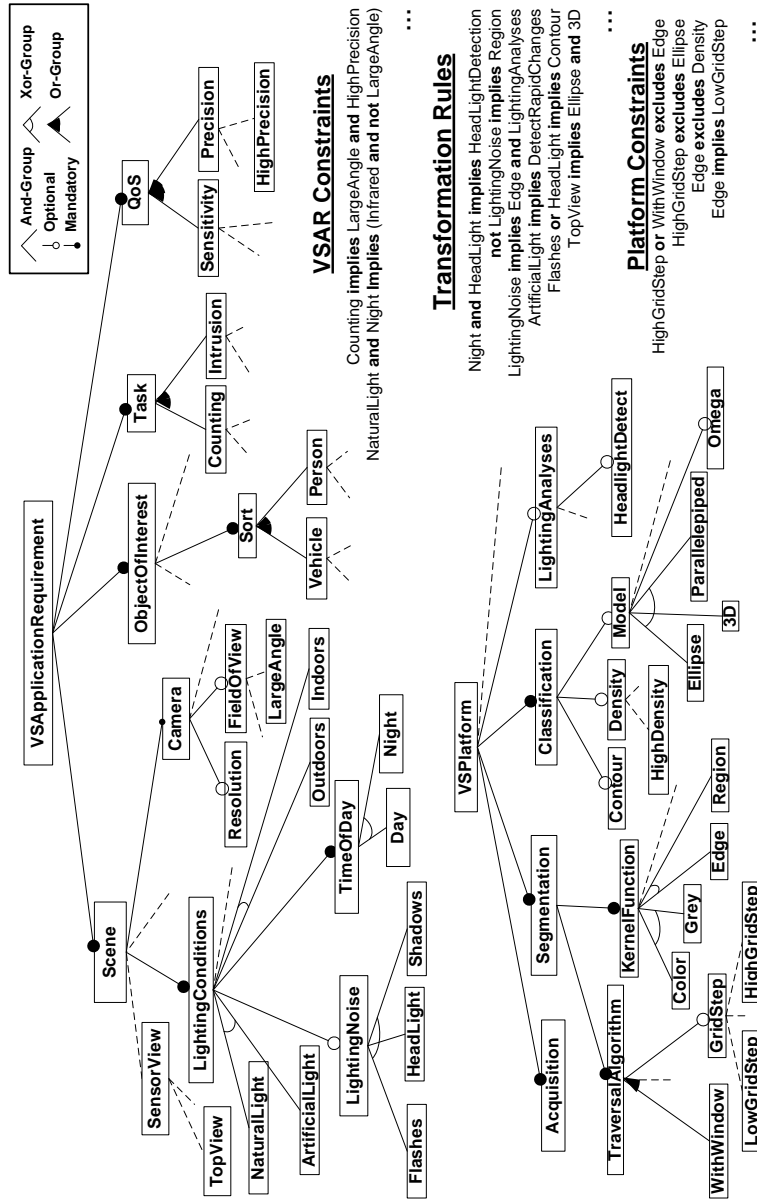 And-Group
Xor-Group
Optional
Or-Group
Mandatory
VSApplicationRequirement
Scene
ObjectOfInterest
Task
QoS
SensorView
LightingConditions
Camera
Sort
Counting
Intrusion
Sensitivity
Precision
TopView
Resolution
FieldOfView
Vehicle
Person
HighPrecision
NaturalLight
LargeAngle
ArtificialLight
Outdoors
Indoors
LightingNoise
TimeOfDay
Day
Night
Flashes
HeadLight
Shadows
VSAR Constraints
Counting implies LargeAngle and HighPrecision
NaturalLight and Night Implies (Infrared and not LargeAngle)
...
VSPlatform
Acquisition
Segmentation
Classification
LightingAnalyses
TraversalAlgorithm
KernelFunction
Contour
Density
Model
HeadlightDetect
WithWindow
GridStep
Color
Grey
Edge
Region
HighDensity
Ellipse
3D
Parallelepiped
Omega
LowGridStep
HighGridStep
Transformation Rules
Night and HeadLight implies HeadLightDetection
not LightingNoise implies Region
LightingNoise implies Edge and LightingAnalyses
ArtificialLight implies DetectRapidChanges
Flashes or HeadLight implies Contour
TopView implies Ellipse and 3D
...
Platform Constraints
HighGridStep or WithWindow excludes Edge
HighGridStep excludes Ellipse
Edge excludes Density
Edge implies LowGridStep
...